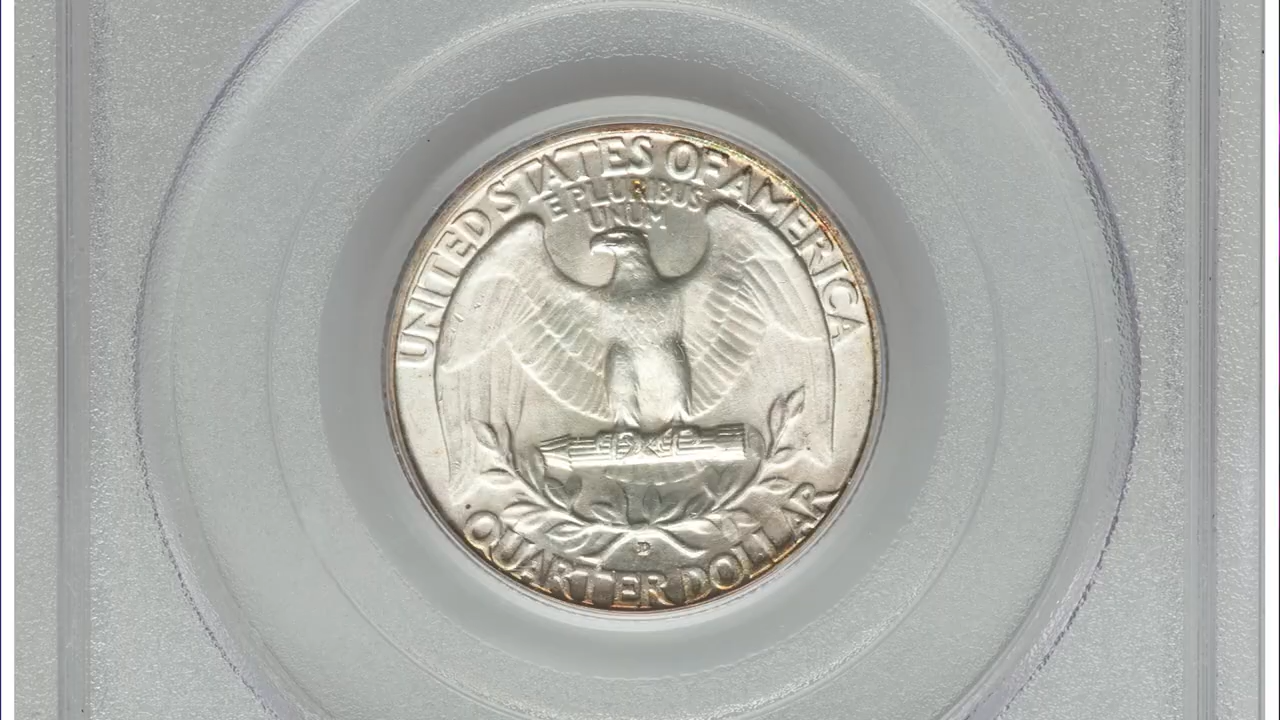 UNITED STATES OF AMERICA
E PLURIBUS
UNUM
D
QUARTER DOLLAR